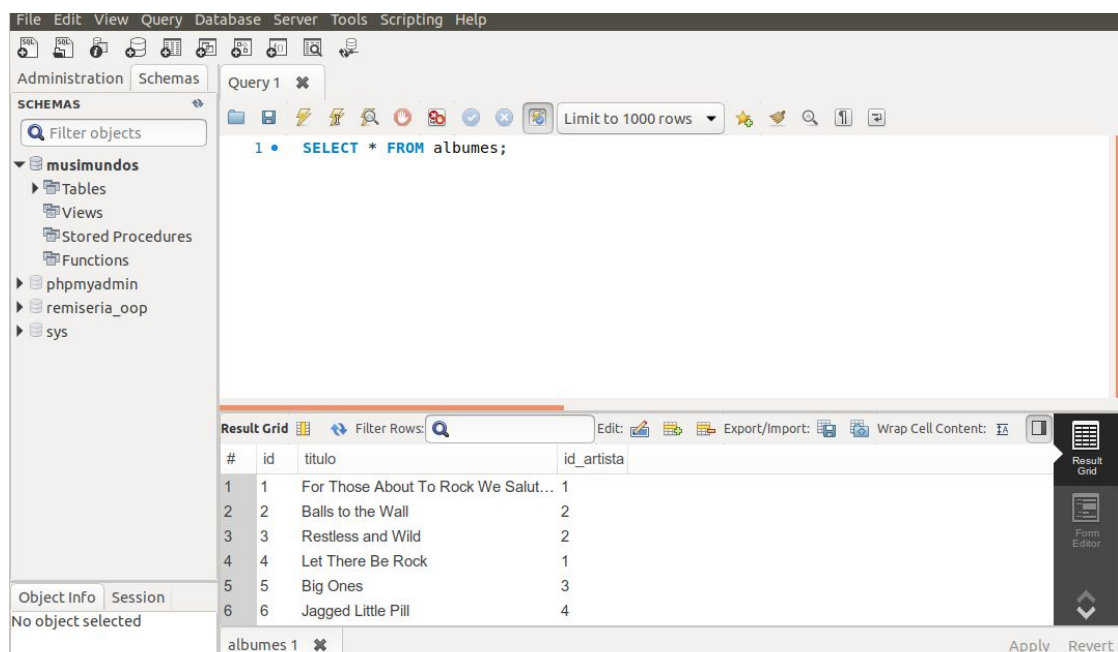 File Edit View Query Database Server Tools Scripting Help
Administration Schemas
SCHEMAS
Filter objects
musimundos
Tables
Views
Stored Procedures
Functions
phpmyadmin
remiseria_oop
sys
Object Info Session
No object selected
Query 1
Limit to 1000 rows
1 SELECT * FROM albumes;
Result Grid Filter Rows: Edit: Export/Import: Wrap Cell Content:
# id titulo id_artista
1 1 For Those About To Rock We Salut... 1
2 2 Balls to the Wall 2
3 3 Restless and Wild 2
4 4 Let There Be Rock 1
5 5 Big Ones 3
6 6 Jagged Little Pill 4
Result
Grid
Form
Editor
albumes 1 Apply Revert